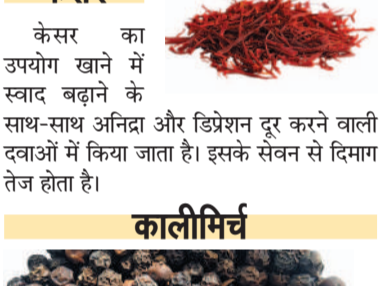 केसर का
उपयोग खाने में
स्वाद बढ़ाने के
साथ-साथ अनिद्रा और डिप्रेशन दूर करने वाली
दवाओं में किया जाता है। इसके सेवन से दिमाग
तेज होता है।
कालीमिर्च